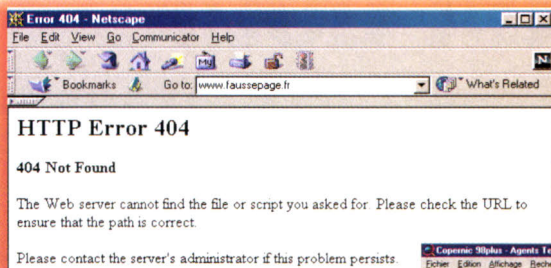 Error 404 - Netscape
File Edit View Go Communicator Help
MY
N
Bookmarks Go to: www.faussepage.fr What's Related
HTTP Error 404
404 Not Found
The Web server cannot find the file or script you asked for. Please check the URL to
ensure that the path is correct.
Please contact the server's administrator if this problem persists.
Copernic 98plus - Agents
Fichier Edition Affichage